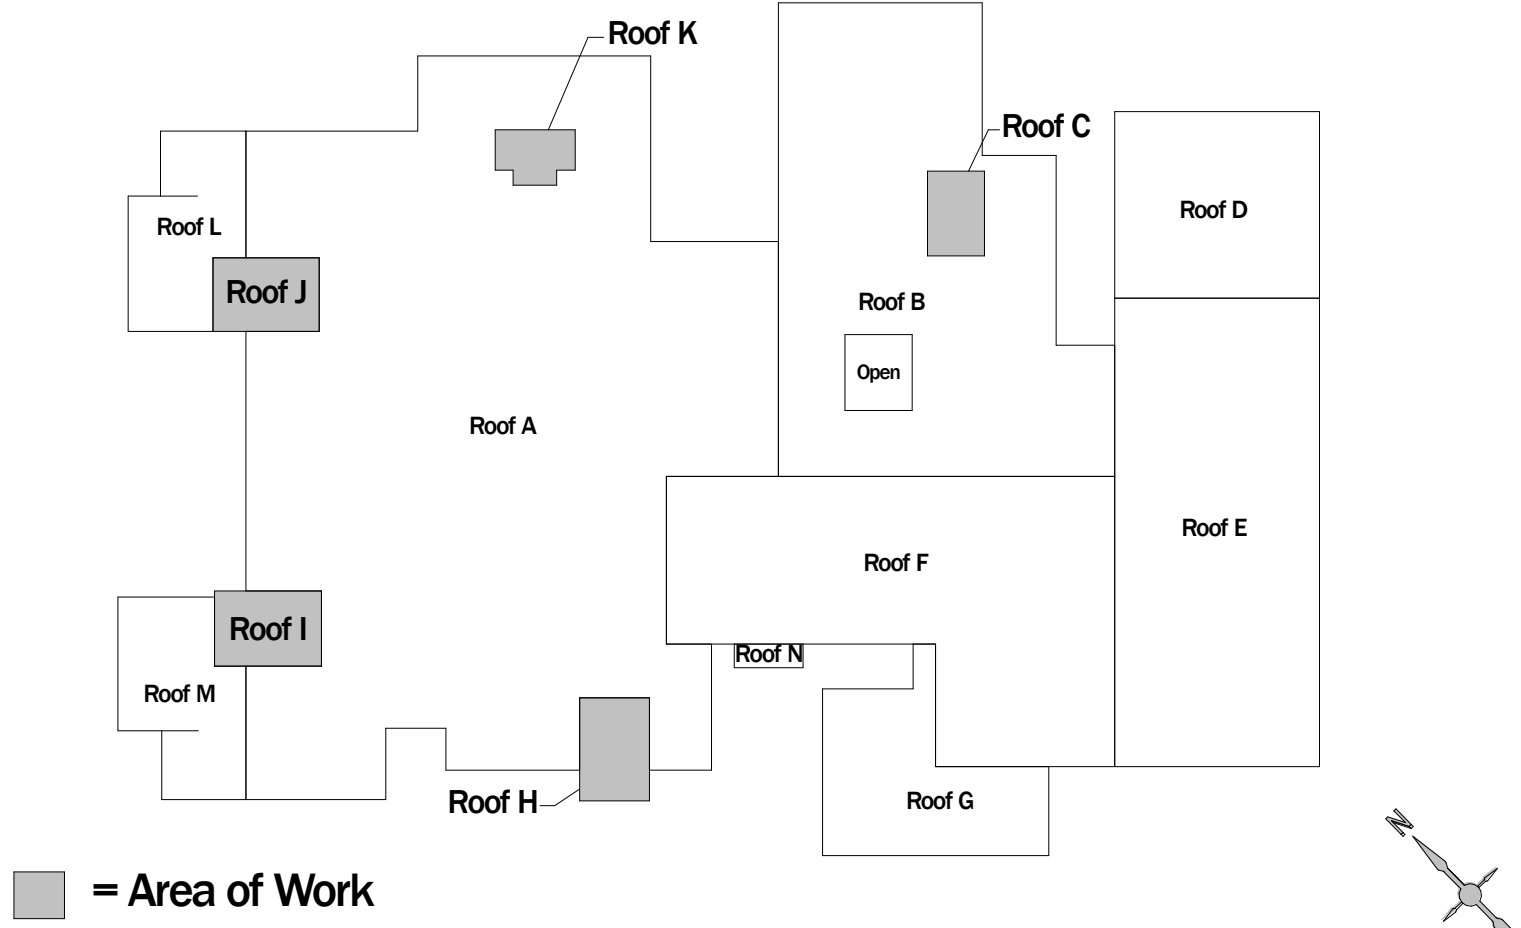 Roof K
Roof C
Roof D
Roof L
Roof J
Roof B
Open
Roof A
Roof E
Roof F
Roof I
Roof N
Roof M
Roof H
Roof G
N
= Area of Work